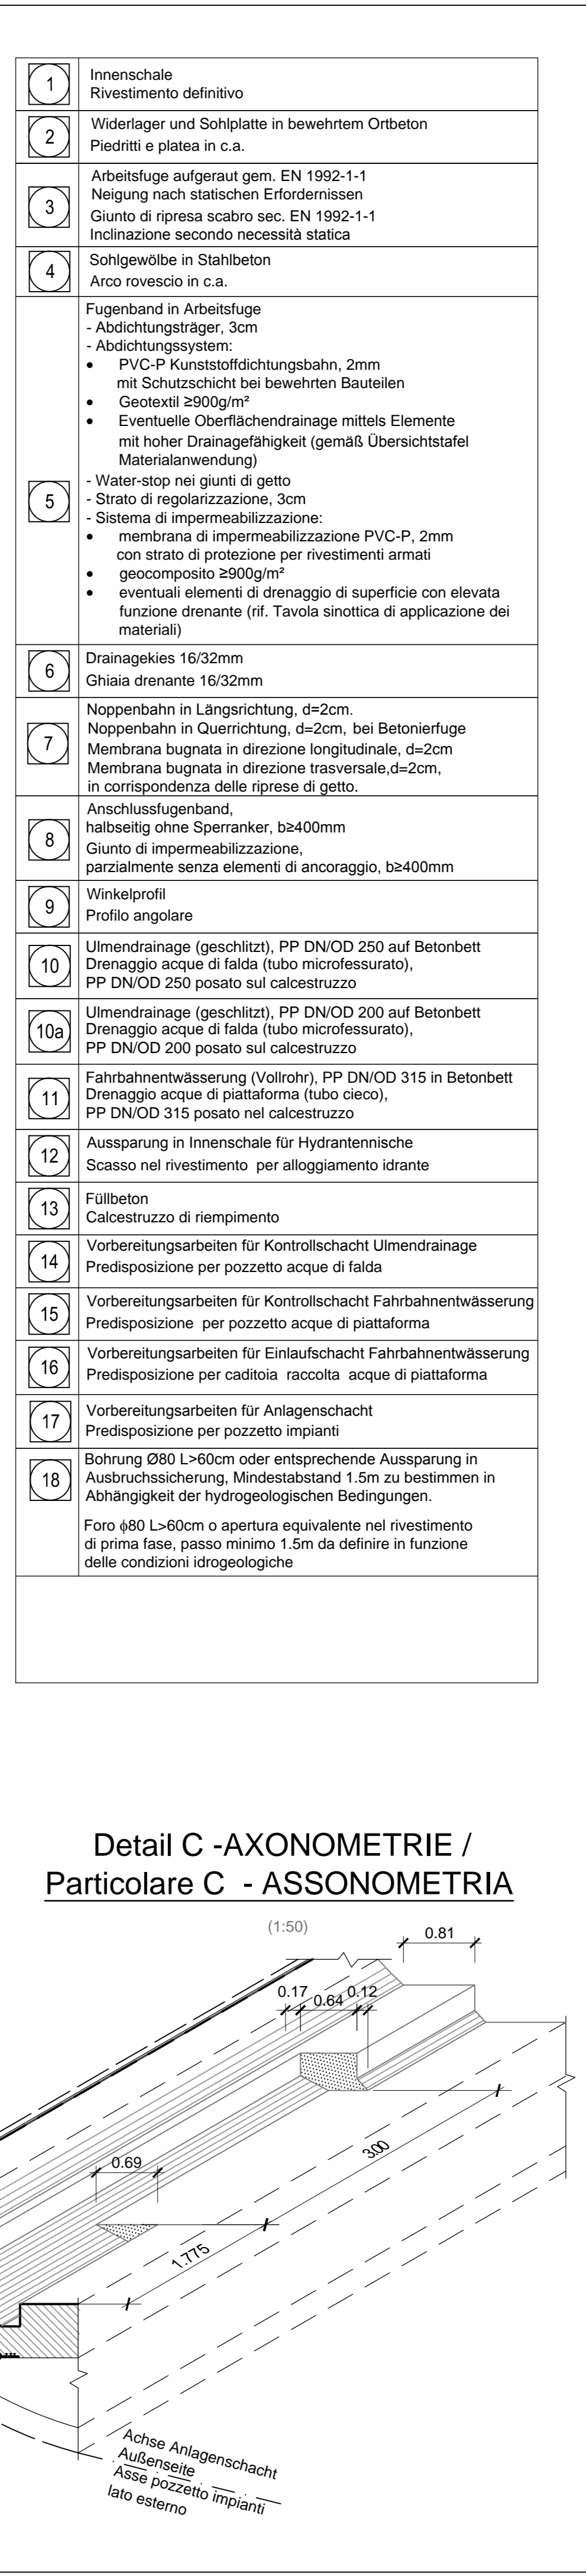 1
Innenschale
Rivestimento definitivo
2
Widerlager und Sohlplatte in bewehrtem Ortbeton
Piedritti e platea in c.a.
3
Arbeitsfuge aufgeraut gem. EN 1992-1-1
Neigung nach statischen Erfordernissen
Giunto di ripresa scabro sec. EN 1992-1-1
Inclinazione secondo necessità statica
4
Sohlgewölbe in Stahlbeton
Arco rovescio in c.a.
5
Fugenband in Arbeitsfuge
- Abdichtungsträger, 3cm
- Abdichtungssystem:
• PVC-P Kunststoffdichtungsbahn, 2mm
mit Schutzschicht bei bewehrten Bauteilen
• Geotextil ≥900g/m²
• Eventuelle Oberflächendrainage mittels Elemente
mit hoher Drainagefähigkeit (gemäß Übersichtstafel
Materialanwendung)
- Water-stop nei giunti di getto
- Strato di regolarizzazione, 3cm
- Sistema di impermeabilizzazione:
• membrana di impermeabilizzazione PVC-P, 2mm
con strato di protezione per rivestimenti armati
• geocomposito ≥900g/m²
• eventuali elementi di drenaggio di superficie con elevata
funzione drenante (rif. Tavola sinottica di applicazione dei
materiali)
6
Drainagekies 16/32mm
Ghiaia drenante 16/32mm
7
Noppenbahn in Längsrichtung, d=2cm.
Noppenbahn in Querrichtung, d=2cm, bei Betonierfuge
Membrana bugnata in direzione longitudinale, d=2cm
Membrana bugnata in direzione trasversale,d=2cm,
in corrispondenza delle riprese di getto.
8
Anschlussfugenband,
halbseitig ohne Sperranker, b≥400mm
Giunto di impermeabilizzazione,
parzialmente senza elementi di ancoraggio, b≥400mm
9
Winkelprofil
Profilo angolare
10
Ulmendrainage (geschlitzt), PP DN/OD 250 auf Betonbett
Drenaggio acque di falda (tubo microfessurato),
PP DN/OD 250 posato sul calcestruzzo
10a
Ulmendrainage (geschlitzt), PP DN/OD 200 auf Betonbett
Drenaggio acque di falda (tubo microfessurato),
PP DN/OD 200 posato sul calcestruzzo
11
Fahrbahnentwässerung (Vollrohr), PP DN/OD 315 in Betonbett
Drenaggio acque di piattaforma (tubo cieco),
PP DN/OD 315 posato nel calcestruzzo
12
Aussparung in Innenschale für Hydrantennische
Scasso nel rivestimento per alloggiamento idrante
13
Füllbeton
Calcestruzzo di riempimento
14
Vorbereitungsarbeiten für Kontrollschacht Ulmendrainage
Predisposizione per pozzetto acque di falda
15
Vorbereitungsarbeiten für Kontrollschacht Fahrbahnentwässerung
Predisposizione per pozzetto acque di piattaforma
16
Vorbereitungsarbeiten für Einlaufschacht Fahrbahnentwässerung
Predisposizione per caditoia raccolta acque di piattaforma
17
Vorbereitungsarbeiten für Anlagenschacht
Predisposizione per pozzetto impianti
18
Bohrung Ø80 L>60cm oder entsprechende Aussparung in
Ausbruchssicherung, Mindestabstand 1.5m zu bestimmen in
Abhängigkeit der hydrogeologischen Bedingungen.
Foro ϕ80 L>60cm o apertura equivalente nel rivestimento
di prima fase, passo minimo 1.5m da definire in funzione
delle condizioni idrogeologiche
Detail C -AXONOMETRIE /
Particolare C - ASSONOMETRIA
(1:50)
0.81
0.17
0.64
0.12
3.00
0.69
1.775
Achse Anlagenschacht
Außenseite
Asse pozzetto impianti
lato esterno